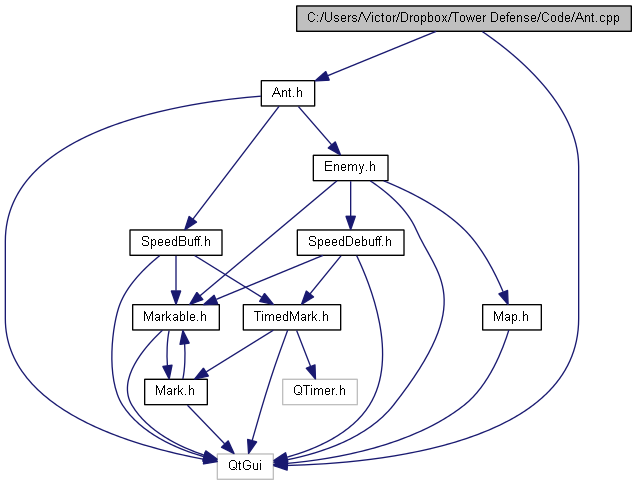 C:/Users/Victor/Dropbox/Tower Defense/Code/Ant.cpp
Ant.h
Enemy.h
SpeedBuff.h
SpeedDebuff.h
Markable.h
TimedMark.h
Map.h
Mark.h
QTimer.h
QtGui